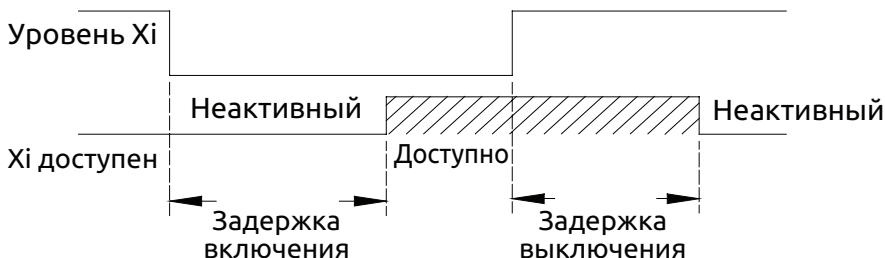 Уровень Xi
Неактивный
Неактивный
Xi доступен
Доступно
Задержка
включения
Задержка
выключения